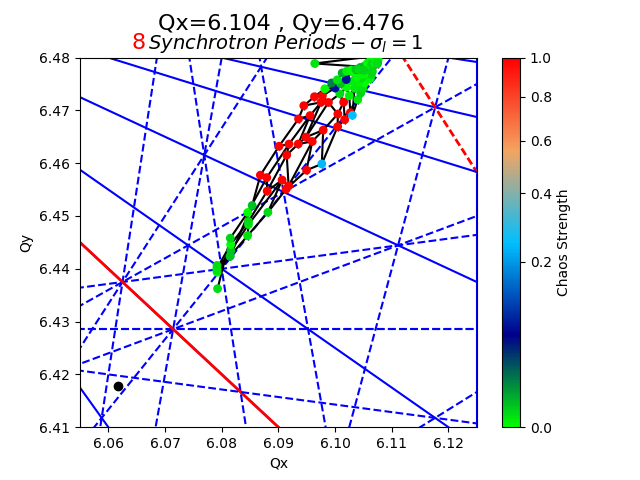 Qx=6.104 , Qy=6.476
8 Synchrotron Periods − σ_l = 1
6.48
6.47
6.46
6.45
6.44
6.43
6.42
6.41
Qy
6.06 6.07 6.08 6.09 6.10 6.11 6.12
Qx
1.0
0.8
0.6
0.4
0.2
0.0
Chaos Strength